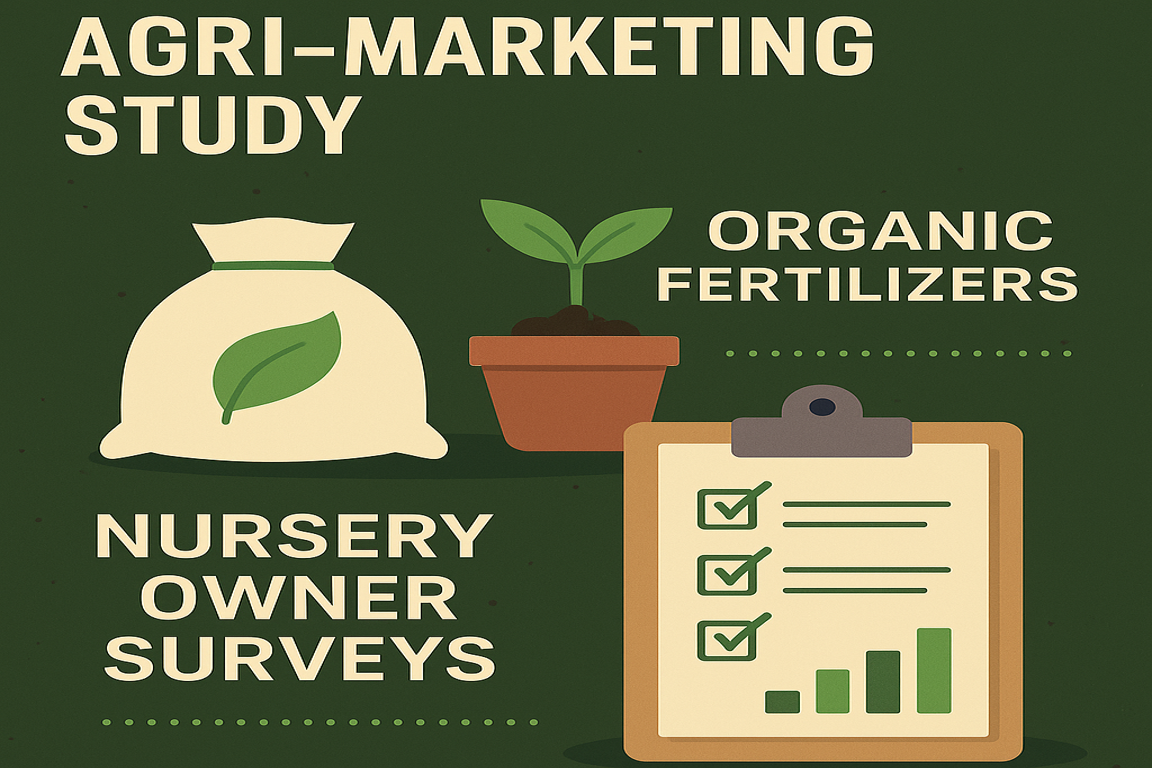 AGRI–MARKETING
STUDY
ORGANIC
FERTILIZERS
NURSERY
OWNER
SURVEYS